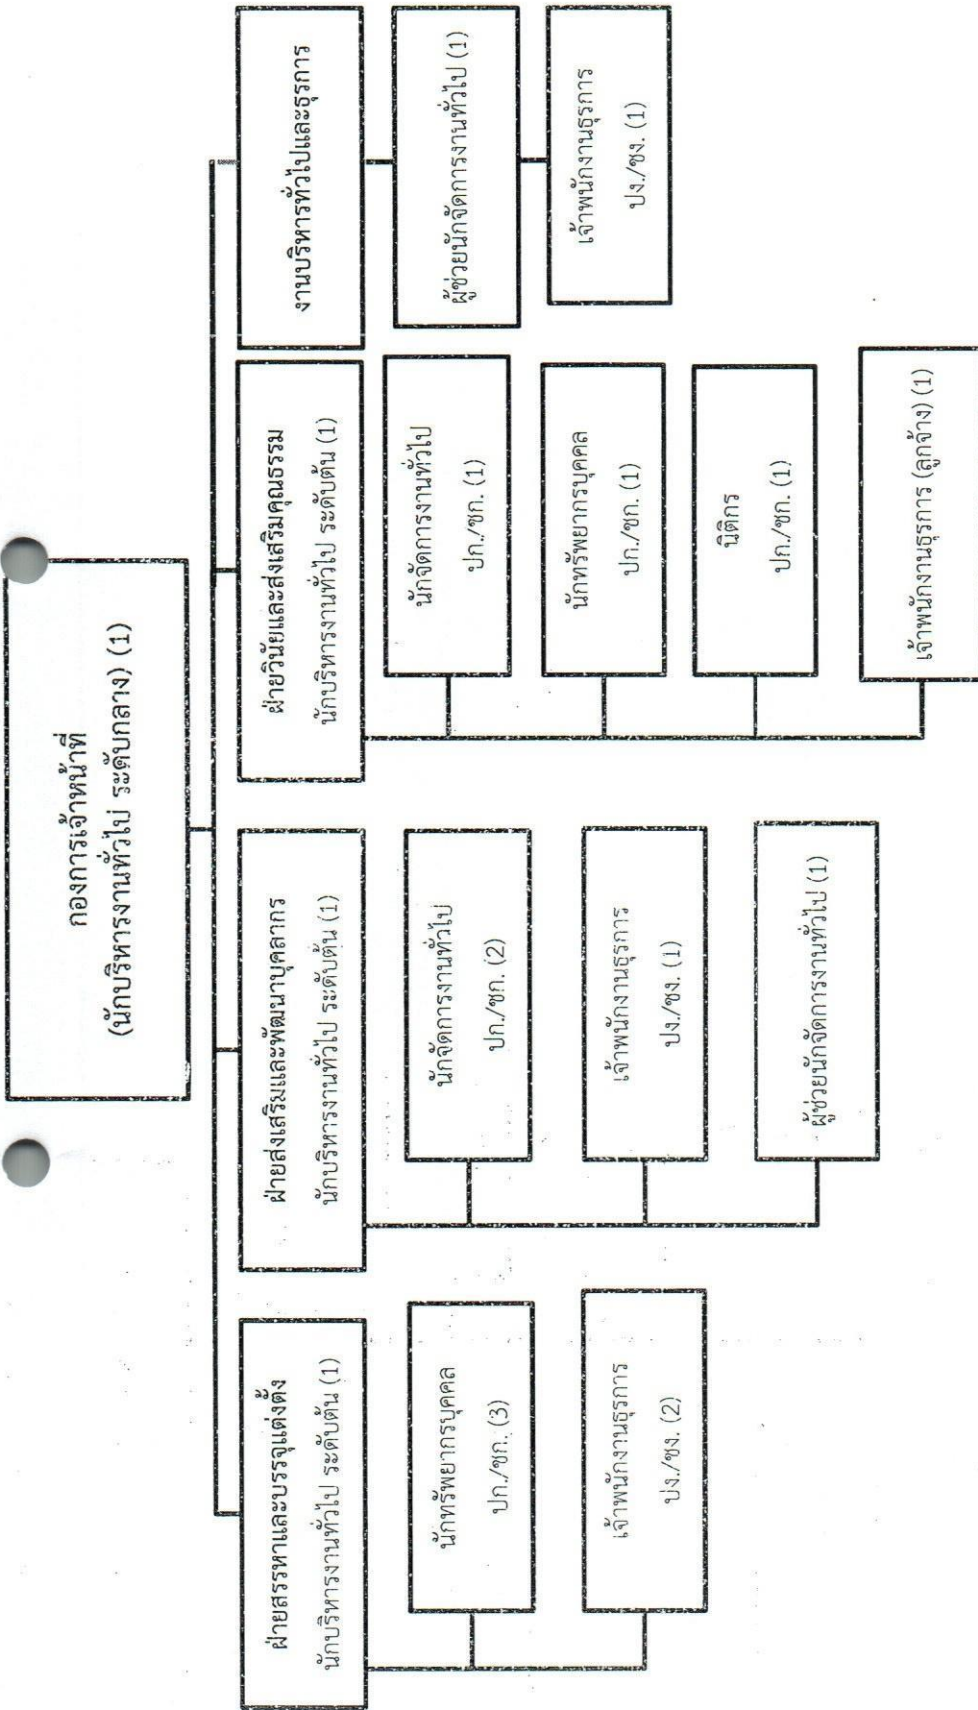 กองการเจ้าหน้าที่
(นักบริหารงานทั่วไป ระดับกลาง) (1)
ฝ่ายสรรหาและบรรจุแต่งตั้ง
นักบริหารงานทั่วไป ระดับต้น (1)
นักทรัพยากรบุคคล
ปก./ชก. (3)
เจ้าพนักงานธุรการ
ปง./ชง. (2)
ฝ่ายส่งเสริมและพัฒนาบุคลากร
นักบริหารงานทั่วไป ระดับต้น (1)
นักจัดการงานทั่วไป
ปก./ชก. (2)
เจ้าพนักงานธุรการ
ปง./ชง. (1)
ผู้ช่วยนักจัดการงานทั่วไป (1)
ฝ่ายวินัยและส่งเสริมคุณธรรม
นักบริหารงานทั่วไป ระดับต้น (1)
นักจัดการงานทั่วไป
ปก./ชก. (1)
นักทรัพยากรบุคคล
ปก./ชก. (1)
นิติกร
ปก./ชก. (1)
เจ้าพนักงานธุรการ (ลูกจ้าง) (1)
งานบริหารทั่วไปและธุรการ
ผู้ช่วยนักจัดการงานทั่วไป (1)
เจ้าพนักงานธุรการ
ปง./ชง. (1)